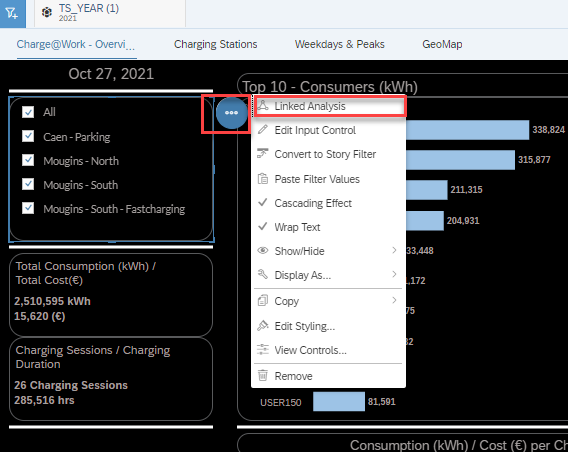 TS_YEAR (1)
2021
Charge@Work - Overvi...
Charging Stations
Weekdays & Peaks
GeoMap
Oct 27, 2021
All
Caen - Parking
Mougins - North
Mougins - South
Mougins - South - Fastcharging
Total Consumption (kWh) /
Total Cost(€)
2,510,595 kWh
15,620 (€)
Charging Sessions / Charging
Duration
26 Charging Sessions
285,516 hrs
Linked Analysis
Edit Input Control
Convert to Story Filter
Paste Filter Values
Cascading Effect
Wrap Text
Show/Hide
Display As...
Copy
Edit Styling...
View Controls...
Remove
Top 10 - Consumers (kWh)
338,824
315,877
211,315
204,931
33,448
,172
75
32
USER150
81,591
Consumption (kWh) / Cost (€) per Ch